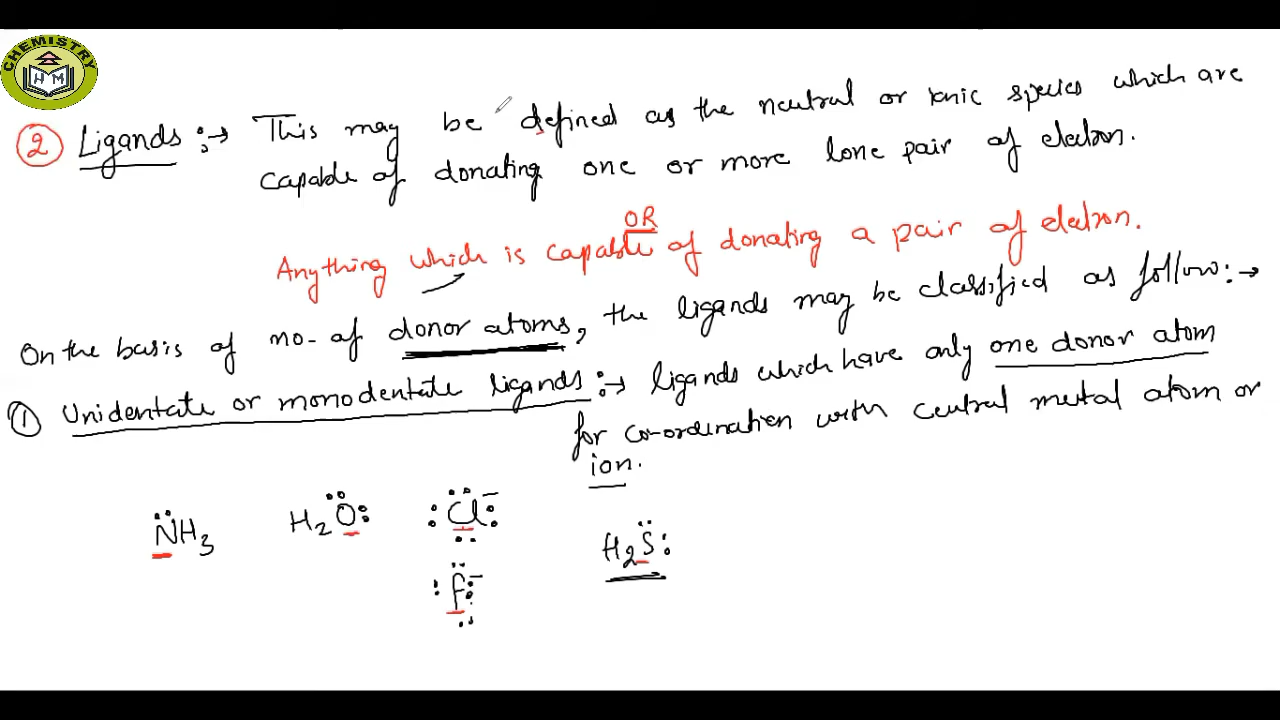 CHEMISTRY
HM
② Ligands :→ This may be defined as the neutral or ionic species which are
capable of donating one or more lone pair of electron.
OR
Anything which is capable of donating a pair of eletron.
On the basis of no. of donor atoms, the ligands may be classified as follow:→
① Unidentate or monodentate ligands :→ ligands which have only one donor atom
for co-ordination with central metal atom or
ion.
NH3 H2O Cl− H2S
F−